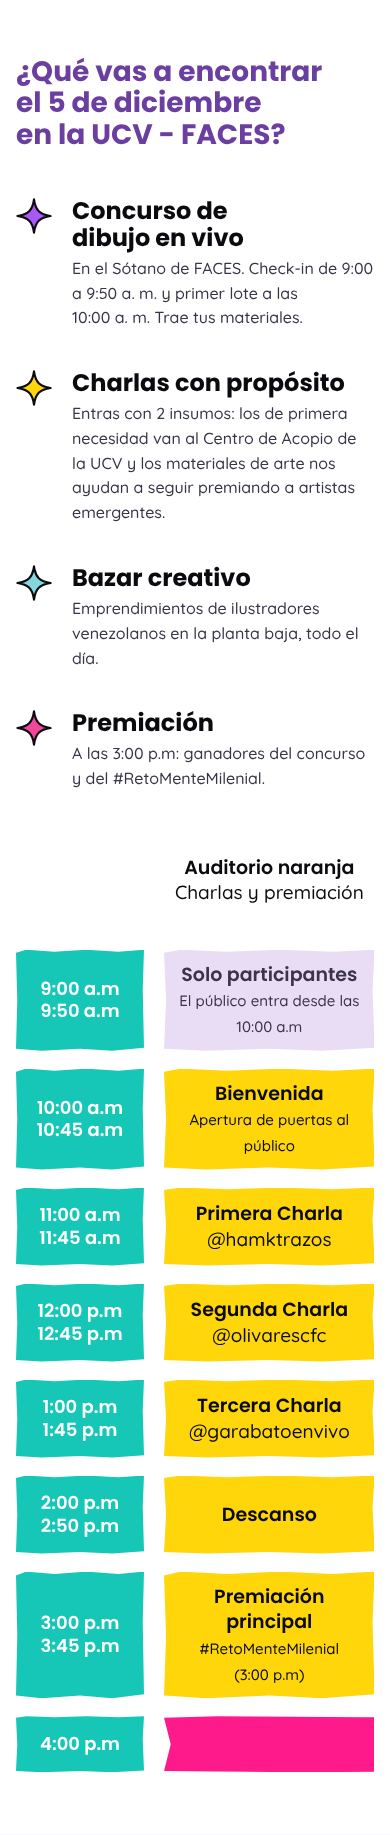 ¿Qué vas a encontrar
el 5 de diciembre
en la UCV - FACES?
Concurso de
dibujo en vivo
En el Sótano de FACES. Check-in de 9:00
a 9:50 a. m. y primer lote a las
10:00 a. m. Trae tus materiales.
Charlas con propósito
Entras con 2 insumos: los de primera
necesidad van al Centro de Acopio de
la UCV y los materiales de arte nos
ayudan a seguir premiando a artistas
emergentes.
Bazar creativo
Emprendimientos de ilustradores
venezolanos en la planta baja, todo el
día.
Premiación
A las 3:00 p.m: ganadores del concurso
y del #RetoMenteMilenial.
Auditorio naranja
Charlas y premiación
9:00 a.m
9:50 a.m
Solo participantes
El público entra desde las
10:00 a.m
10:00 a.m
10:45 a.m
Bienvenida
Apertura de puertas al
público
11:00 a.m
11:45 a.m
Primera Charla
@hamktrazos
12:00 p.m
12:45 p.m
Segunda Charla
@olivarescfc
1:00 p.m
1:45 p.m
Tercera Charla
@garabatoenvivo
2:00 p.m
2:50 p.m
Descanso
3:00 p.m
3:45 p.m
Premiación
principal
#RetoMenteMilenial
(3:00 p.m)
4:00 p.m